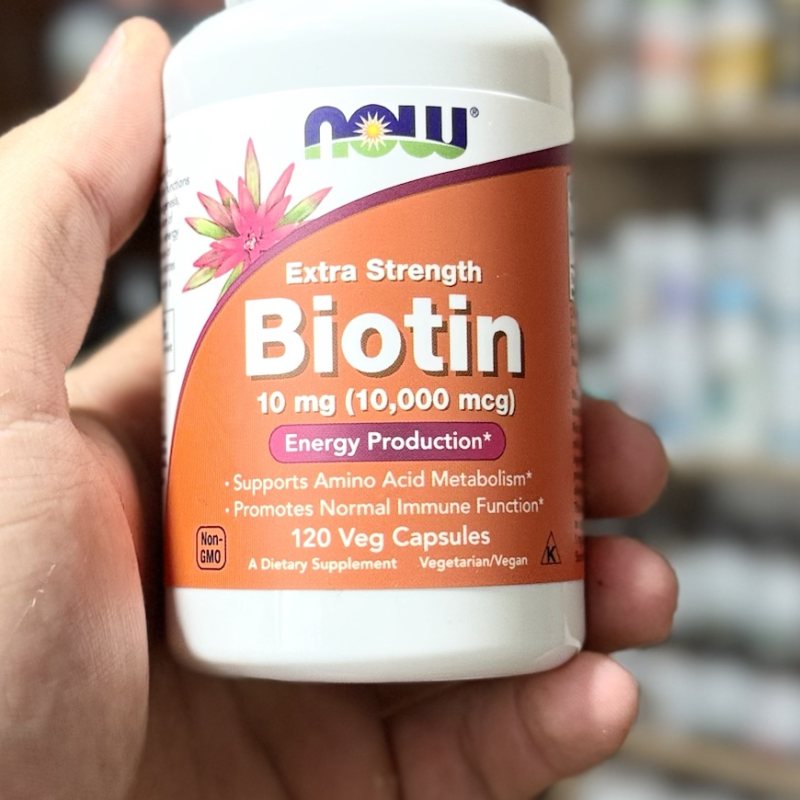 NOW®
Extra Strength
Biotin
10 mg (10,000 mcg)
Energy Production*
· Supports Amino Acid Metabolism*
· Promotes Normal Immune Function*
120 Veg Capsules
Non-
GMO
A Dietary Supplement Vegetarian/Vegan
K